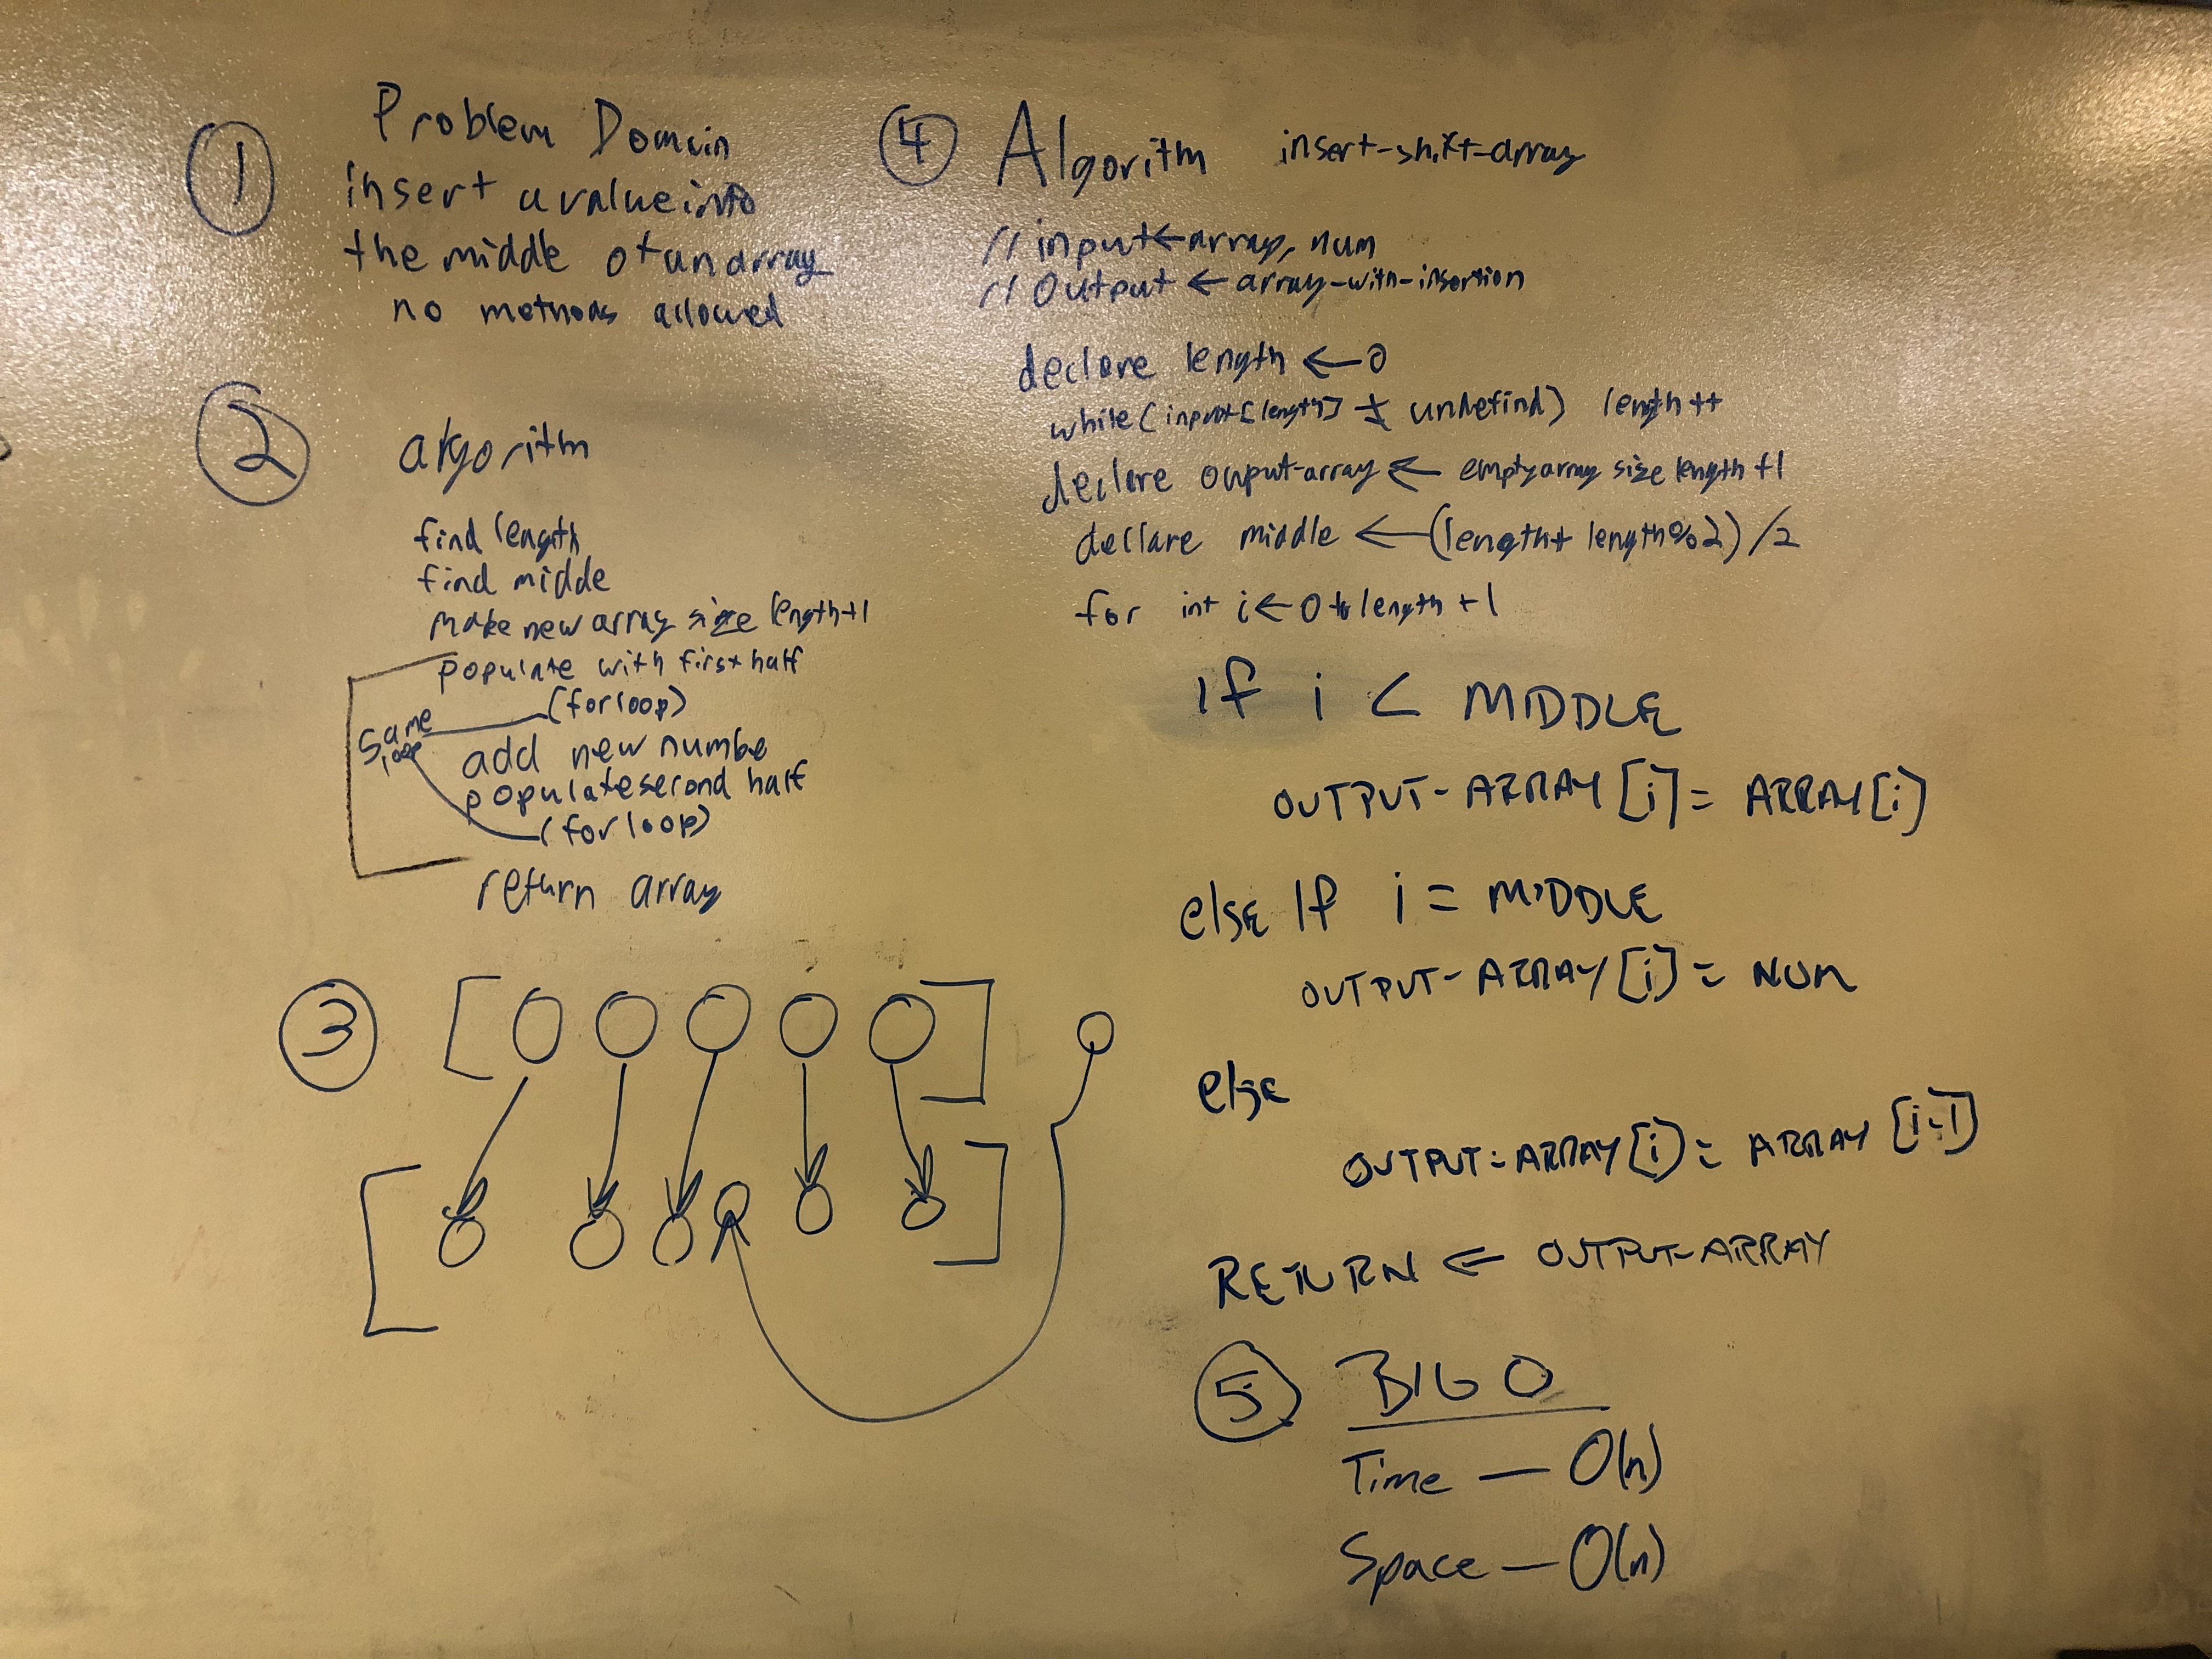 1
Problem Domain
insert a value into
the middle of an array
no methods allowed
2
algorithm
find length
find midde
make new array size length+1
populate with first half
(for loop)
same
loop
add new numbe
populate second half
(for loop)
return array
3
4
Algorithm insert-shift-array
// input ← array, num
// Output ← array-with-insertion
declare length ← 0
while (input[length] ≠ undefind) length++
declare ouput-array ← empty array size length +1
declare middle ← (length + length%2)/2
for int i ← 0 to length +1
If i < MIDDLE
OUTPUT-ARRAY[i] = ARRAY[i]
else If i = MIDDLE
OUTPUT-ARRAY[i] = NUM
else
OUTPUT-ARRAY[i] = ARRAY [i-1]
RETURN ← OUTPUT-ARRAY
5
BIG O
Time — O(n)
Space — O(n)